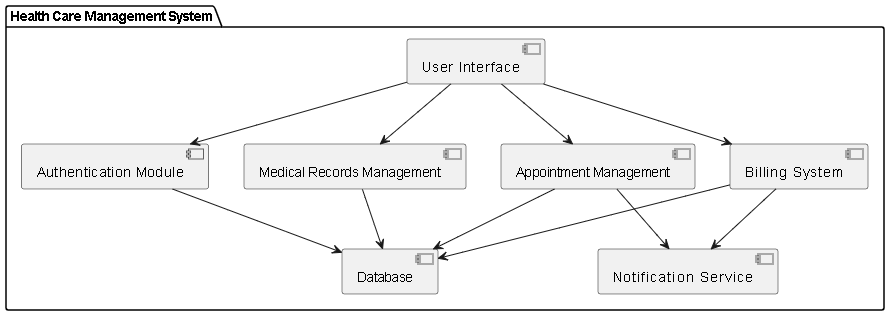 Health Care Management System
User Interface
Authentication Module
Medical Records Management
Appointment Management
Billing System
Database
Notification Service